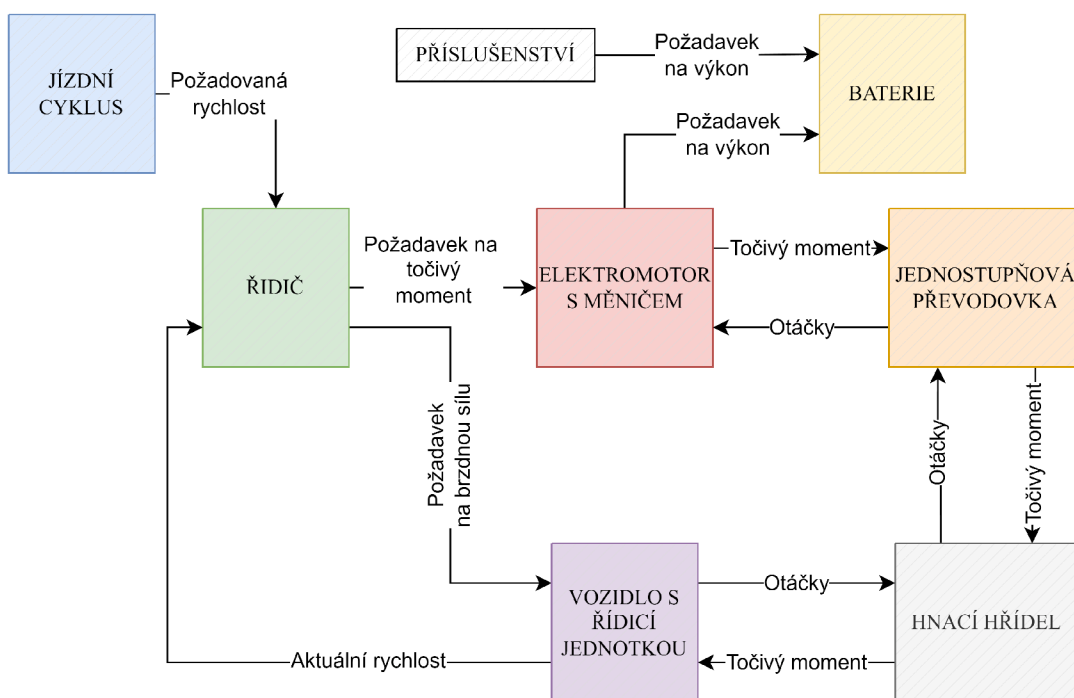 JÍZDNÍ
CYKLUS
Požadovaná
rychlost
PŘÍSLUŠENSTVÍ
Požadavek
na výkon
BATERIE
Požadavek
na výkon
ŘIDIČ
Požadavek na
točivý
moment
ELEKTROMOTOR
S MĚNIČEM
Točivý moment
Otáčky
JEDNOSTUPŇOVÁ
PŘEVODOVKA
Požadavek
na brzdnou sílu
Otáčky
Točivý moment
VOZIDLO S
ŘÍDICÍ
JEDNOTKOU
Otáčky
Točivý moment
HNACÍ HŘÍDEL
Aktuální rychlost